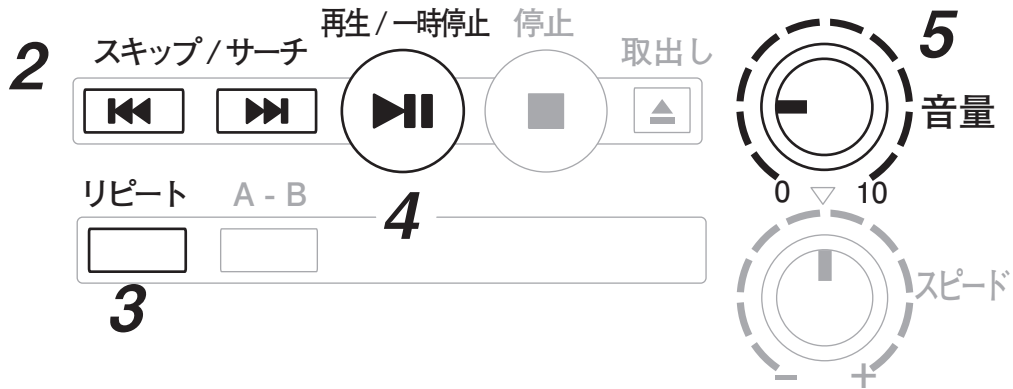 再生 / 一時停止 停止 5
2 スキップ / サーチ 取出し
音量
0 10
リピート A - B 4
スピード
3
- +